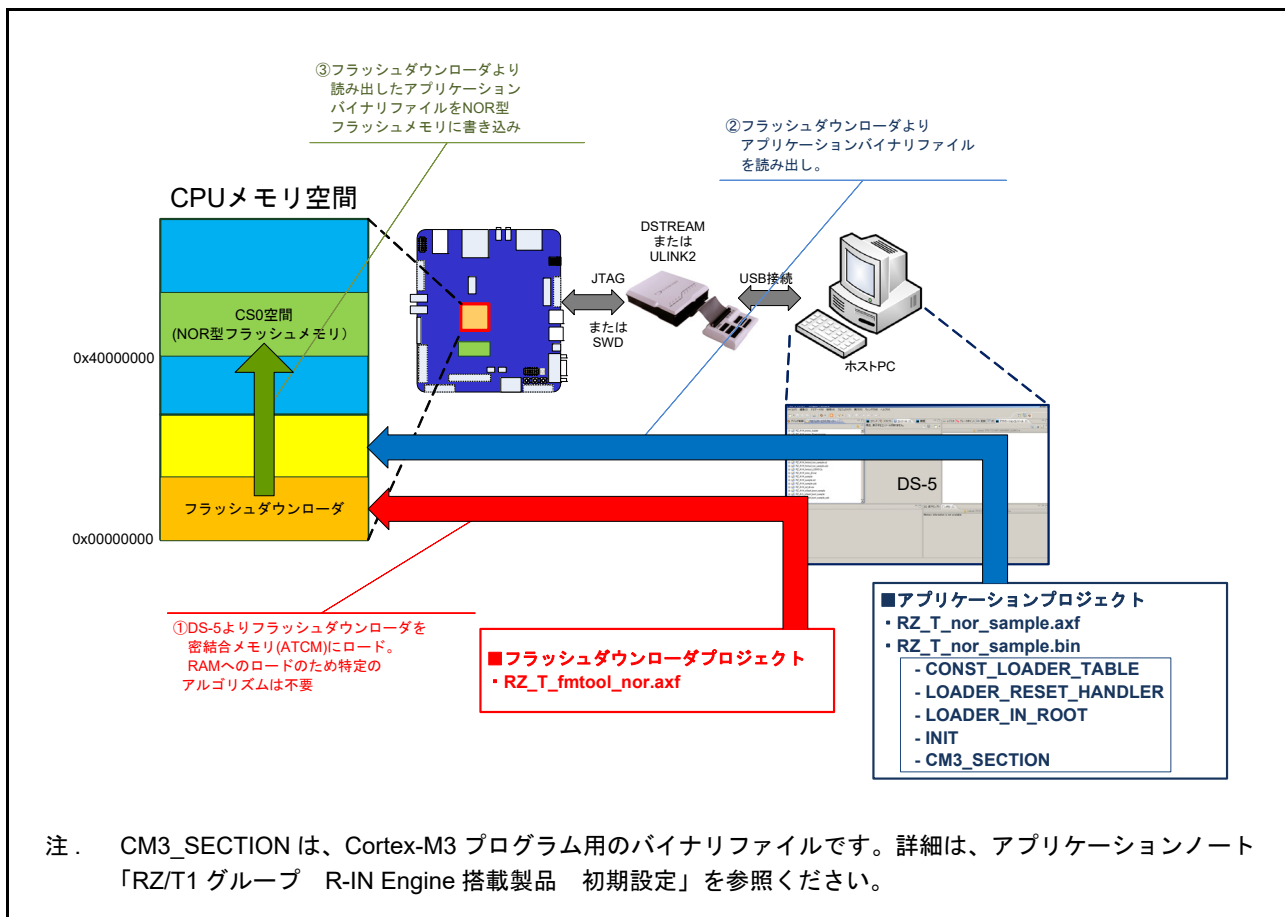 ③フラッシュダウンローダより
読み出したアプリケーション
バイナリファイルをNOR型
フラッシュメモリに書き込み
②フラッシュダウンローダより
アプリケーションバイナリファイル
を読み出し。
CPUメモリ空間
DSTREAM
または
ULINK2
JTAG
または
SWD
USB接続
ホストPC
CS0空間
(NOR型フラッシュメモリ)
0x40000000
フラッシュダウンローダ
0x00000000
DS-5
①DS-5よりフラッシュダウンローダを
密結合メモリ(ATCM)にロード。
RAMへのロードのため特定の
アルゴリズムは不要
■フラッシュダウンローダプロジェクト
・RZ_T_fmtool_nor.axf
■アプリケーションプロジェクト
・RZ_T_nor_sample.axf
・RZ_T_nor_sample.bin
- CONST_LOADER_TABLE
- LOADER_RESET_HANDLER
- LOADER_IN_ROOT
- INIT
- CM3_SECTION
注. CM3_SECTION は、Cortex-M3 プログラム用のバイナリファイルです。詳細は、アプリケーションノート
「RZ/T1 グループ R-IN Engine 搭載製品 初期設定」を参照ください。